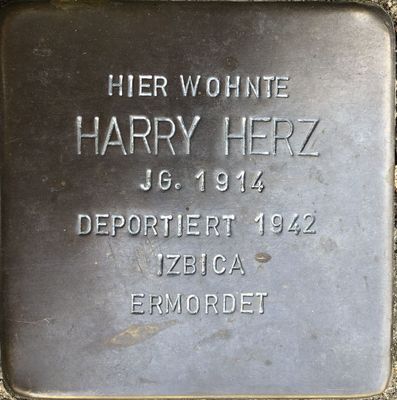 HIER WOHNTE
HARRY HERZ
JG. 1914
DEPORTIERT 1942
IZBICA
ERMORDET